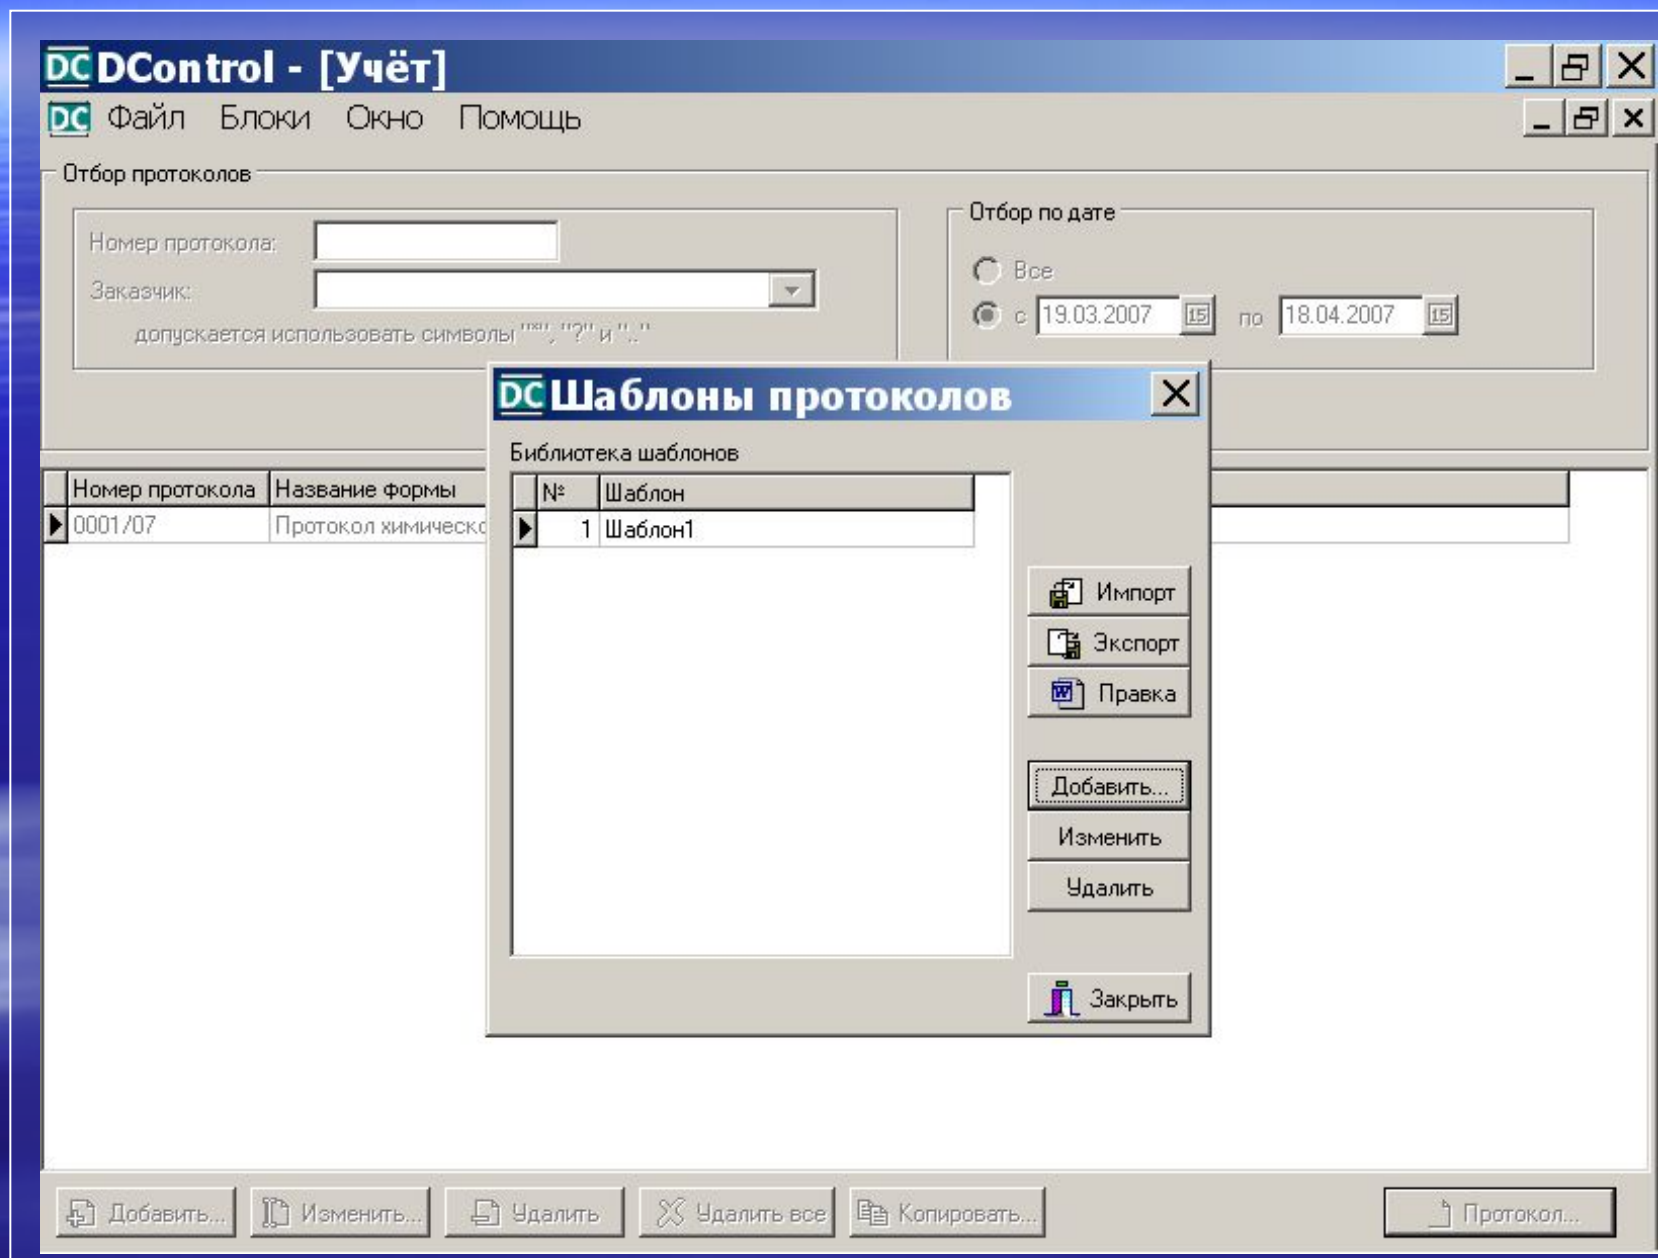 DC DControl - [Учёт]
DC Файл Блоки Окно Помощь
Отбор протоколов
Номер протокола:
Заказчик:
допускается использовать символы "*", "?" и ".."
Отбор по дате
Все
с 19.03.2007 15 по 18.04.2007 15
DC Шаблоны протоколов
Библиотека шаблонов
№ Шаблон
1 Шаблон1
Импорт
Экспорт
Правка
Добавить...
Изменить
Удалить
Закрыть
Номер протокола Название формы
0001/07 Протокол химическо
Добавить... Изменить... Удалить Удалить все Копировать... Протокол...